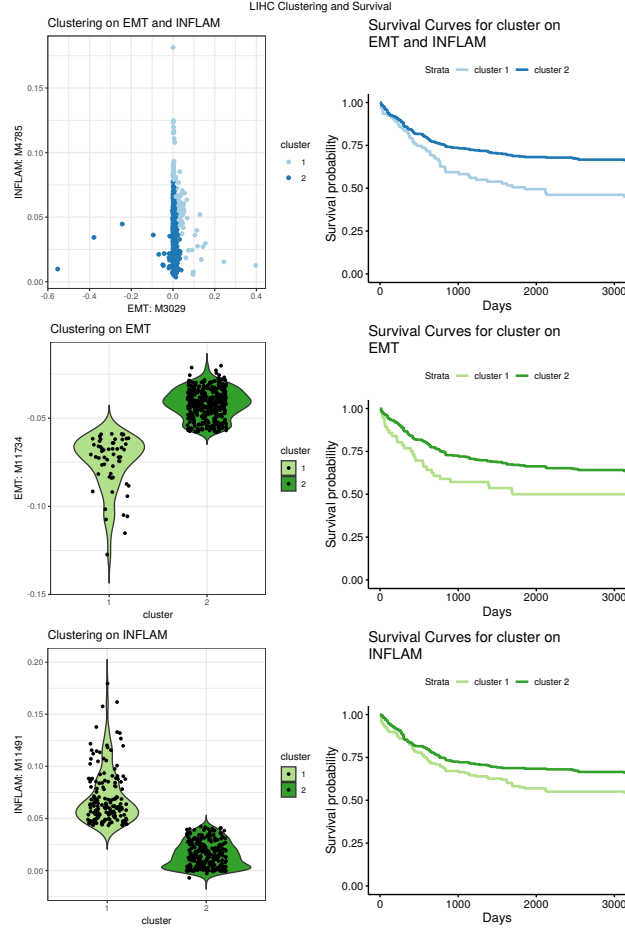 LIHC Clustering and Survival
Clustering on EMT and INFLAM
INFLAM: M4785
0.15
0.10
0.05
0.00
-0.6
-0.4
-0.2
0.0
0.2
0.4
EMT: M3029
cluster
1
2
Survival Curves for cluster on
EMT and INFLAM
Strata cluster 1 cluster 2
Survival probability
1.00
0.75
0.50
0.25
0.00
0
1000
2000
3000
Days
Clustering on EMT
EMT: M11734
-0.05
-0.10
-0.15
1
2
cluster
cluster
1
2
Survival Curves for cluster on
EMT
Strata cluster 1 cluster 2
Survival probability
1.00
0.75
0.50
0.25
0.00
0
1000
2000
3000
Days
Clustering on INFLAM
INFLAM: M11491
0.20
0.15
0.10
0.05
0.00
1
2
cluster
cluster
1
2
Survival Curves for cluster on
INFLAM
Strata cluster 1 cluster 2
Survival probability
1.00
0.75
0.50
0.25
0.00
0
1000
2000
3000
Days